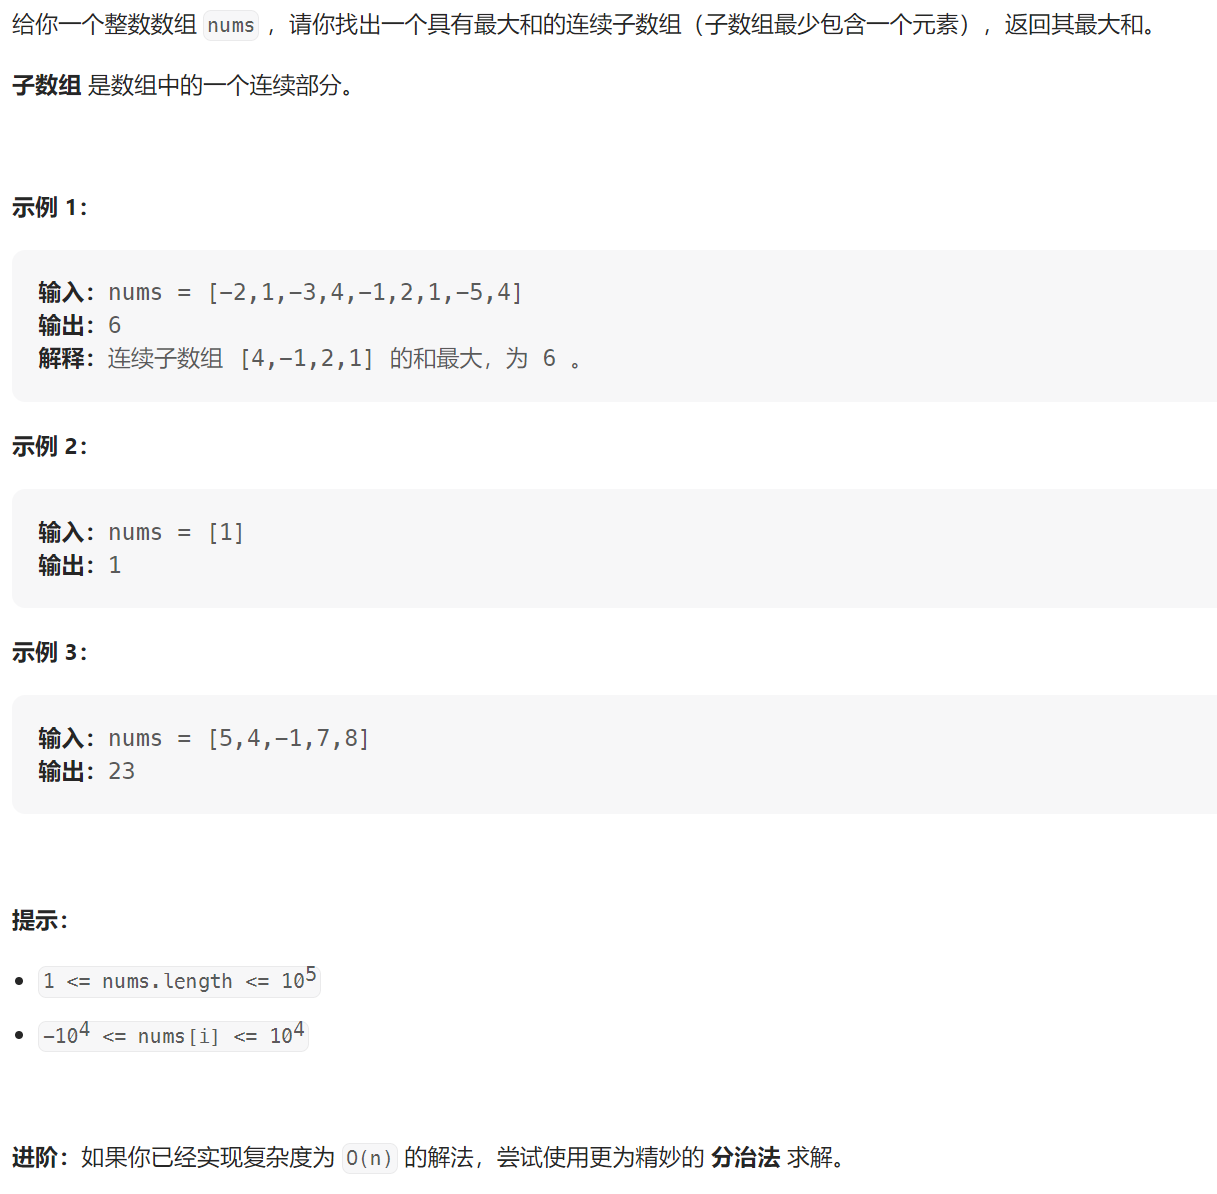 给你一个整数数组 nums ，请你找出一个具有最大和的连续子数组（子数组最少包含一个元素），返回其最大和。
子数组 是数组中的一个连续部分。
示例 1：
输入：nums = [-2,1,-3,4,-1,2,1,-5,4]
输出：6
解释：连续子数组 [4,-1,2,1] 的和最大，为 6 。
示例 2：
输入：nums = [1]
输出：1
示例 3：
输入：nums = [5,4,-1,7,8]
输出：23
提示：
• 1 <= nums.length <= 10⁵
• -10⁴ <= nums[i] <= 10⁴
进阶：如果你已经实现复杂度为 O(n) 的解法，尝试使用更为精妙的 分治法 求解。